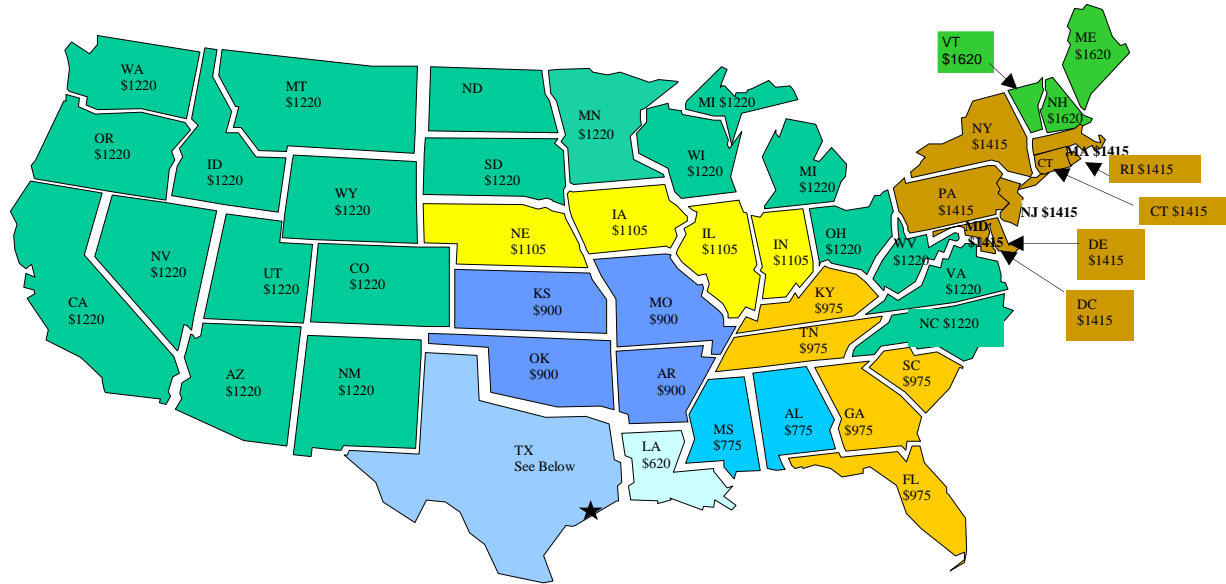 WA
$1220
OR
$1220
CA
$1220
ID
$1220
NV
$1220
MT
$1220
WY
$1220
UT
$1220
CO
$1220
AZ
$1220
NM
$1220
ND
SD
$1220
NE
$1105
KS
$900
OK
$900
TX
See Below
MN
$1220
IA
$1105
MO
$900
AR
$900
LA
$620
WI
$1220
MI $1220
MI
$1220
IL
$1105
IN
$1105
OH
$1220
KY
$975
TN
$975
MS
$775
AL
$775
GA
$975
FL
$975
SC
$975
NC $1220
VA
$1220
WV
$1220
PA
$1415
NY
$1415
VT
$1620
ME
$1620
NH
$1620
MA $1415
CT
RI $1415
CT $1415
NJ $1415
MD
$1415
DE
$1415
DC
$1415